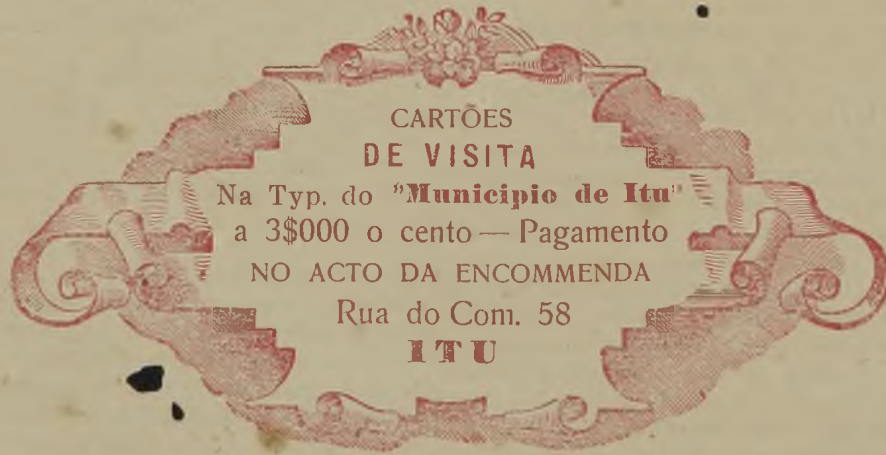 CARTÕES
DE VISITA
Na Typ. do "Municipio de Itu"
a 3$000 o cento — Pagamento
NO ACTO DA ENCOMMENDA
Rua do Com. 58
ITU